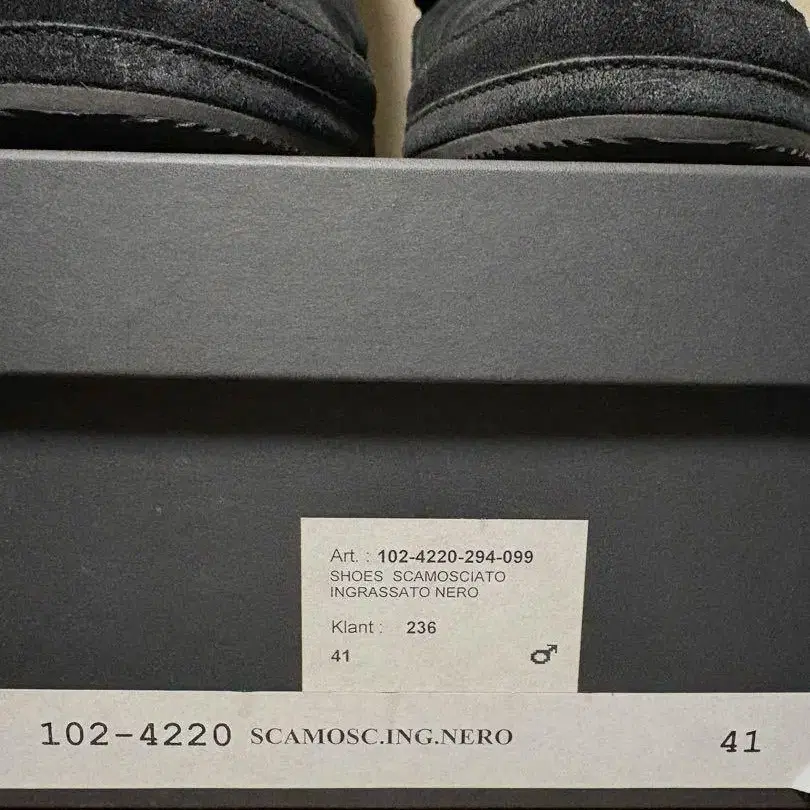 Art. : 102-4220-294-099
SHOES SCAMOSCIATO
INGRASSATO NERO
Klant : 236
41 ♂
102-4220 SCAMOSC.ING.NERO 41